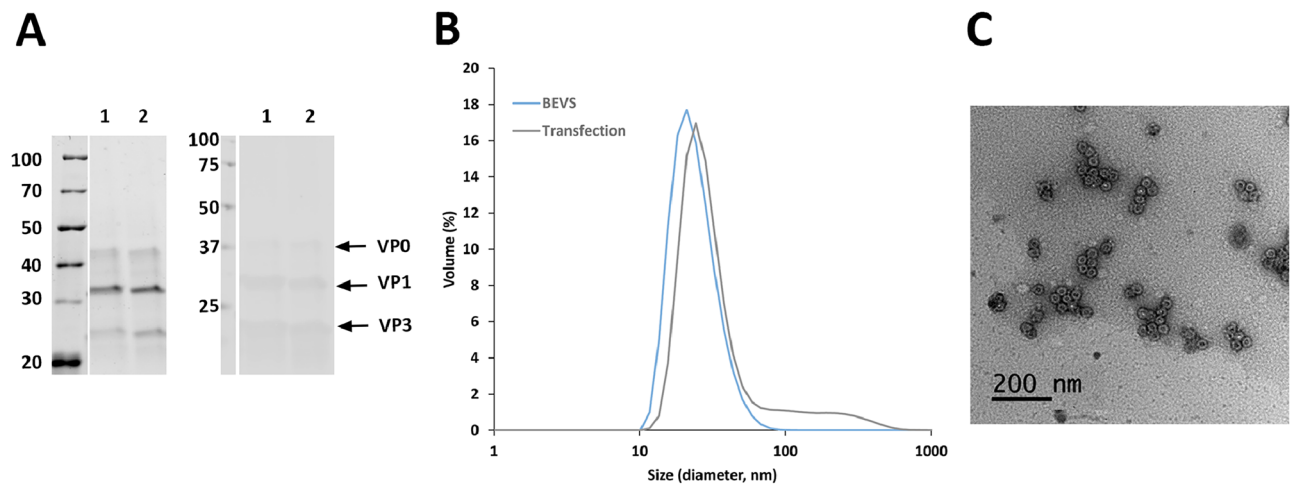 A
B
C
1 2
1 2
100
70
50
40
30
20
100
75
50
37
25
VP0
VP1
VP3
20
18
16
14
12
10
8
6
4
2
0
Volume (%)
BEVS
Transfection
1 10 100 1000
Size (diameter, nm)
200 nm